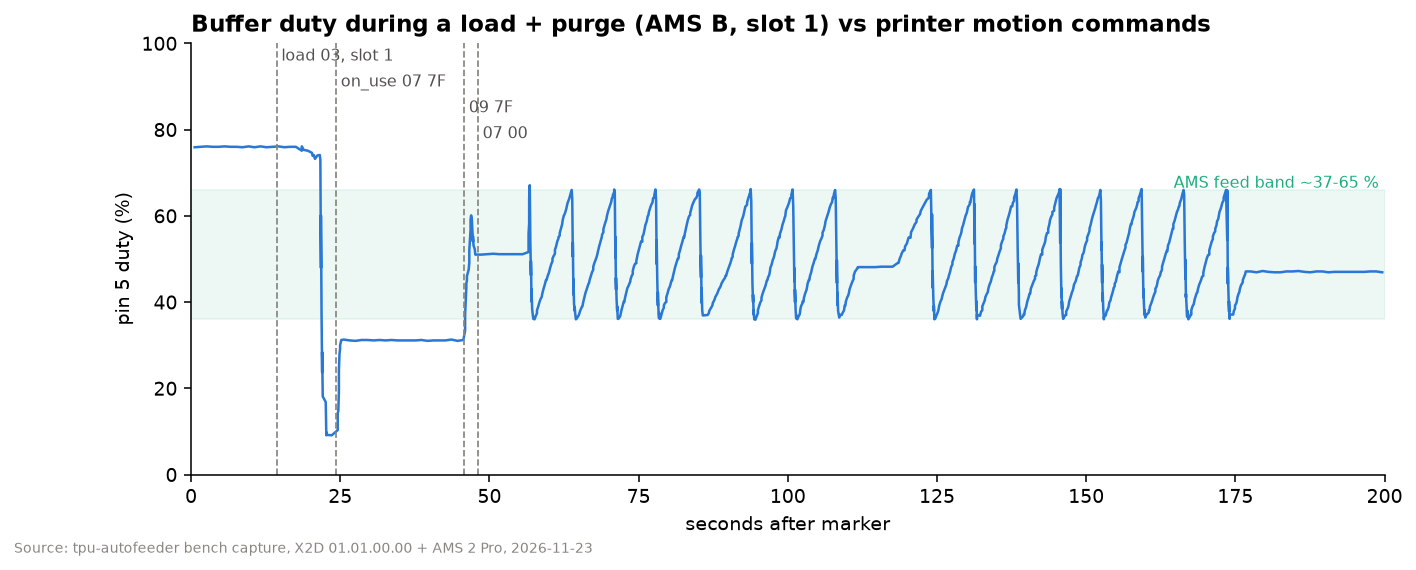 Buffer duty during a load + purge (AMS B, slot 1) vs printer motion commands
100
80
60
40
20
0
pin 5 duty (%)
load 03, slot 1
on_use 07 7F
09 7F
07 00
AMS feed band ~37-65 %
0 25 50 75 100 125 150 175 200
seconds after marker
Source: tpu-autofeeder bench capture, X2D 01.01.00.00 + AMS 2 Pro, 2026-11-23